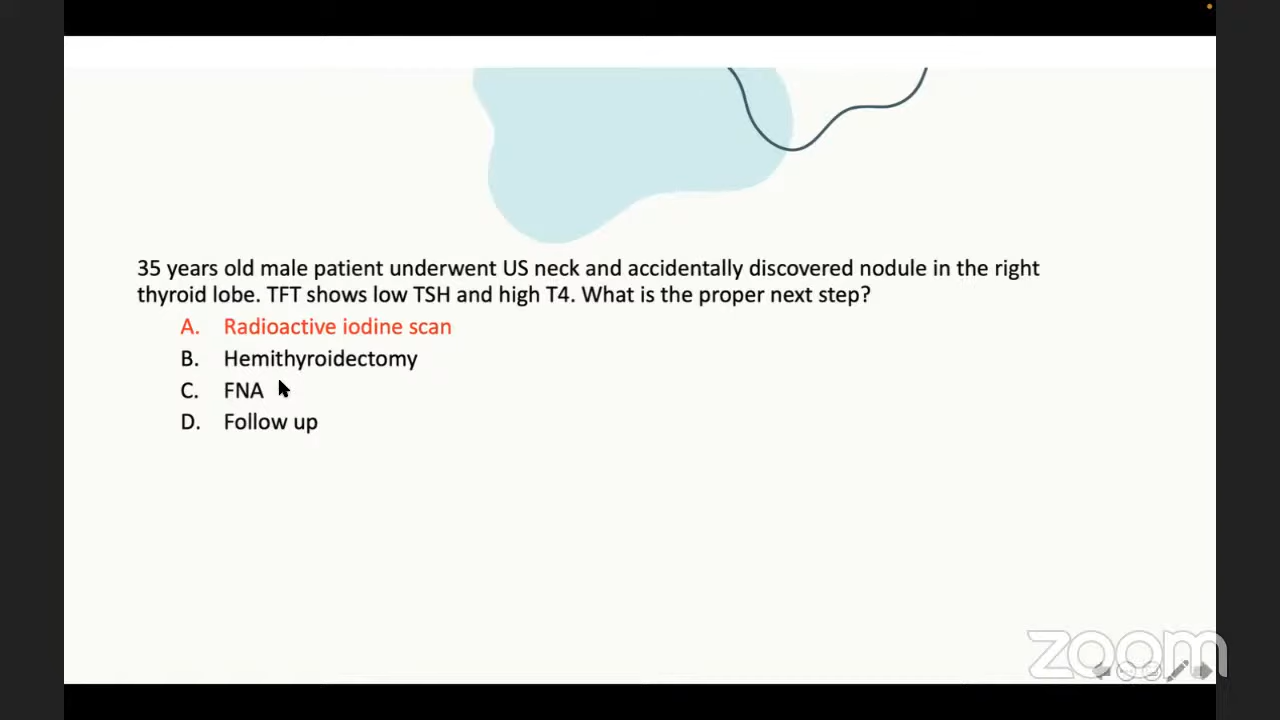 35 years old male patient underwent US neck and accidentally discovered nodule in the right
thyroid lobe. TFT shows low TSH and high T4. What is the proper next step?
A. Radioactive iodine scan
B. Hemithyroidectomy
C. FNA
D. Follow up
zoom